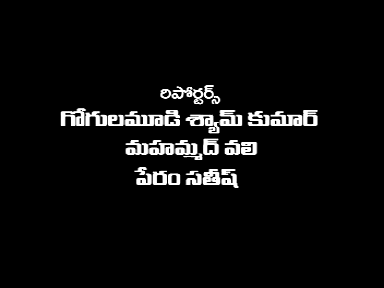 రిపోర్టర్స్
గోగులమూడి శ్యామ్ కుమార్
మహమ్మద్ వలి
పేరం సతీష్